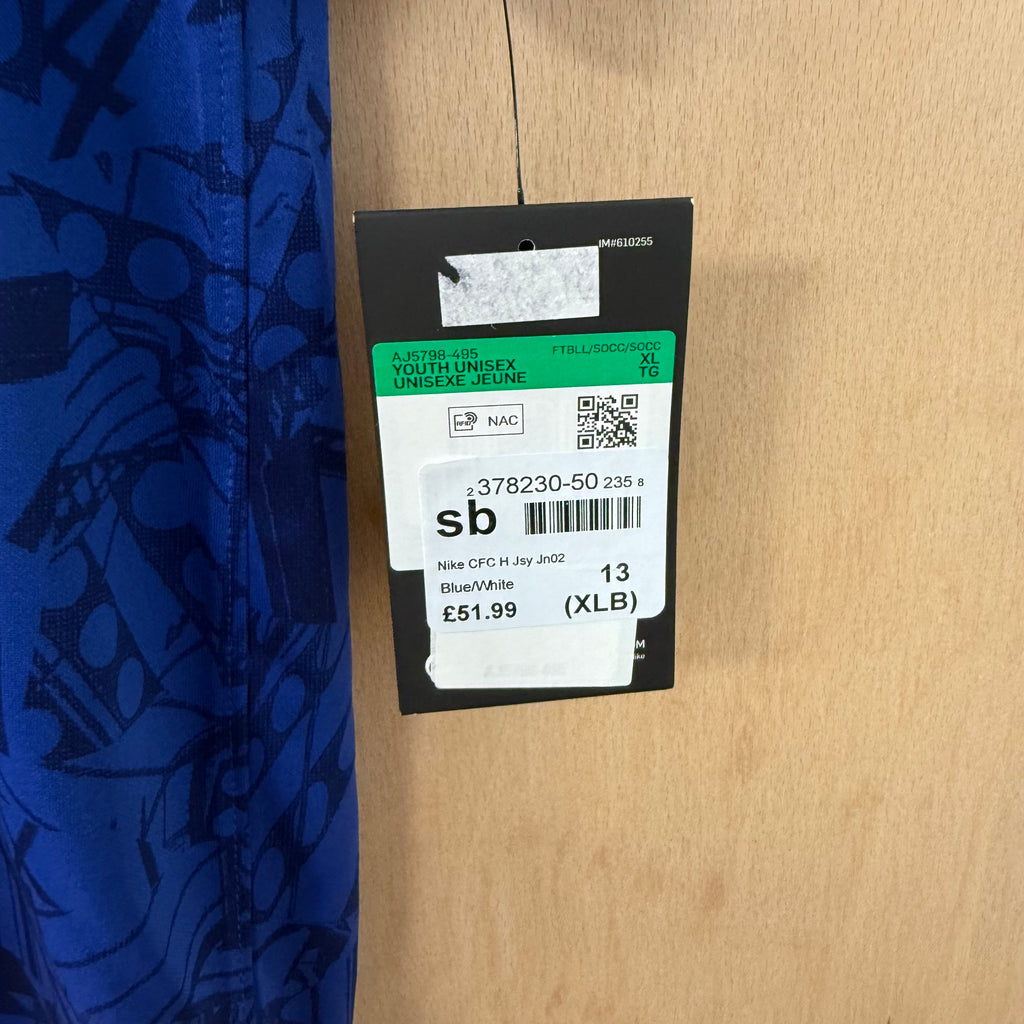 IM#610255
AJ5798-495 FTBLL/SOCC/SOCC
YOUTH UNISEX XL
UNISEXE JEUNE TG
RFID NAC
2 378230-50 235 8
sb
Nike CFC H Jsy Jn02
Blue/White 13
£51.99 (XLB)